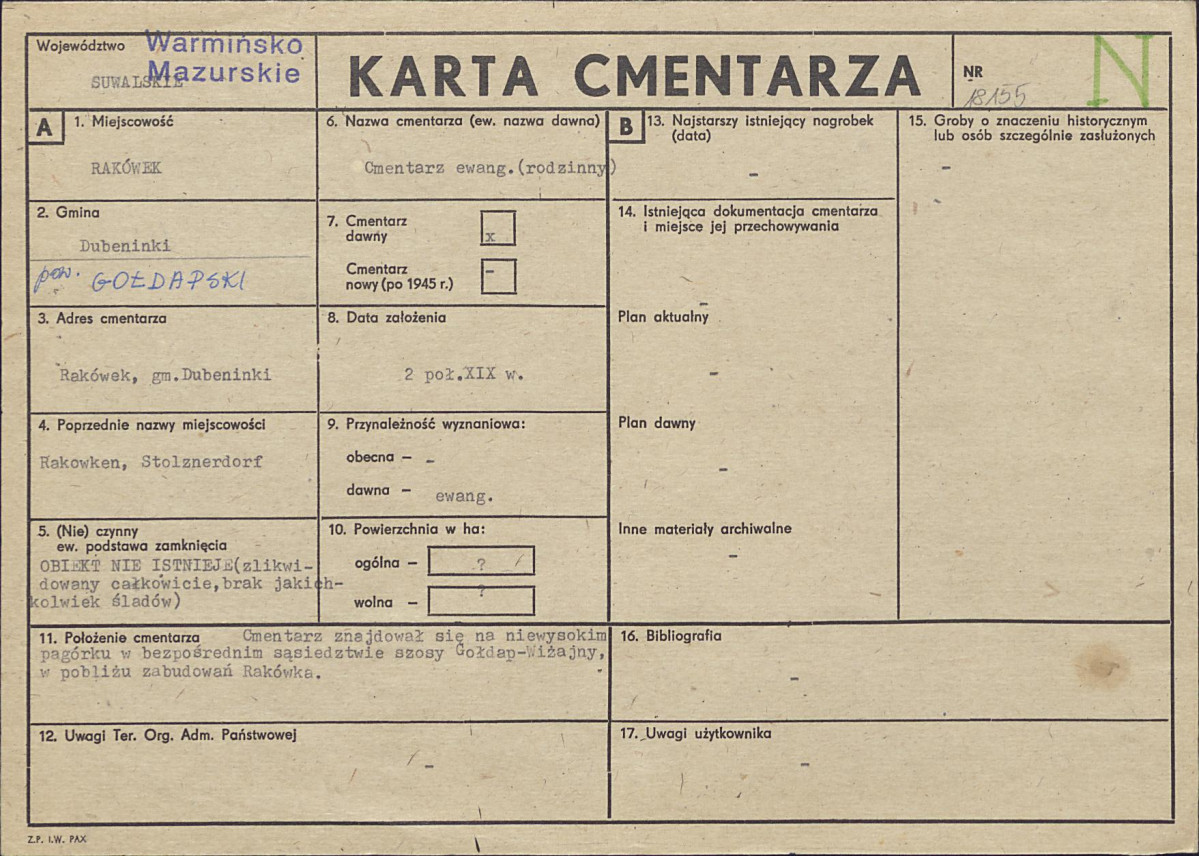 Województwo Warmińsko
Mazurskie
SUWALSKIE
KARTA CMENTARZA
NR
18155
N
A
1. Miejscowość
RAKÓWEK
2. Gmina
Dubeninki
pow. GOŁDAPSKI
3. Adres cmentarza
Rakówek, gm.Dubeninki
4. Poprzednie nazwy miejscowości
Rakowken, Stolznerdorf
5. (Nie) czynny
ew. podstawa zamknięcia
OBIEKT NIE ISTNIEJE(zlikwi-
dowany całkowicie,brak jakich-
kolwiek śladów)
6. Nazwa cmentarza (ew. nazwa dawna)
Cmentarz ewang.(rodzinny)
7. Cmentarz
dawny x
Cmentarz
nowy (po 1945 r.) -
8. Data założenia
2 poł.XIX w.
9. Przynależność wyznaniowa:
obecna — -
dawna — ewang.
10. Powierzchnia w ha:
ogólna — ?
wolna — ?
11. Położenie cmentarza Cmentarz znajdował się na niewysokim
pagórku w bezpośrednim sąsiedztwie szosy Gołdap-Wiżajny,
w pobliżu zabudowań Rakówka.
12. Uwagi Ter. Org. Adm. Państwowej
-
B
13. Najstarszy istniejący nagrobek
(data)
-
14. Istniejąca dokumentacja cmentarza
i miejsce jej przechowywania
-
Plan aktualny
-
Plan dawny
-
Inne materiały archiwalne
-
15. Groby o znaczeniu historycznym
lub osób szczególnie zasłużonych
-
16. Bibliografia
-
17. Uwagi użytkownika
-
Z.P. I.W. PAX